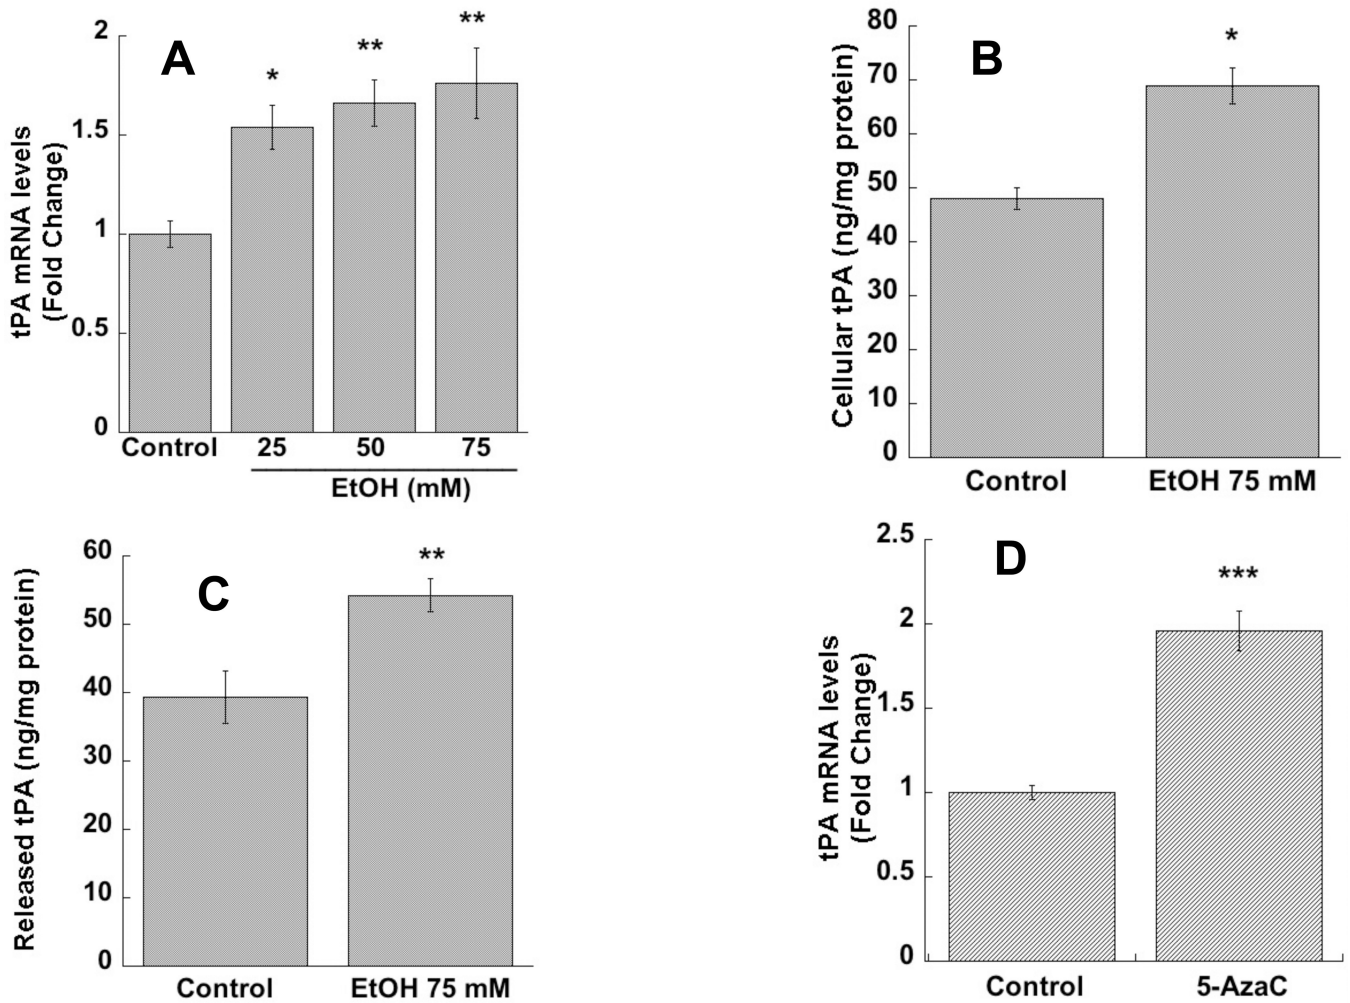 A
tPA mRNA levels
(Fold Change)
2
1.5
1
0.5
0
*
**
**
Control
25
50
75
EtOH (mM)
B
Cellular tPA (ng/mg protein)
80
70
60
50
40
30
20
10
0
*
Control
EtOH 75 mM
C
Released tPA (ng/mg protein)
60
50
40
30
20
10
0
**
Control
EtOH 75 mM
D
tPA mRNA levels
(Fold Change)
2.5
2
1.5
1
0.5
0
***
Control
5-AzaC